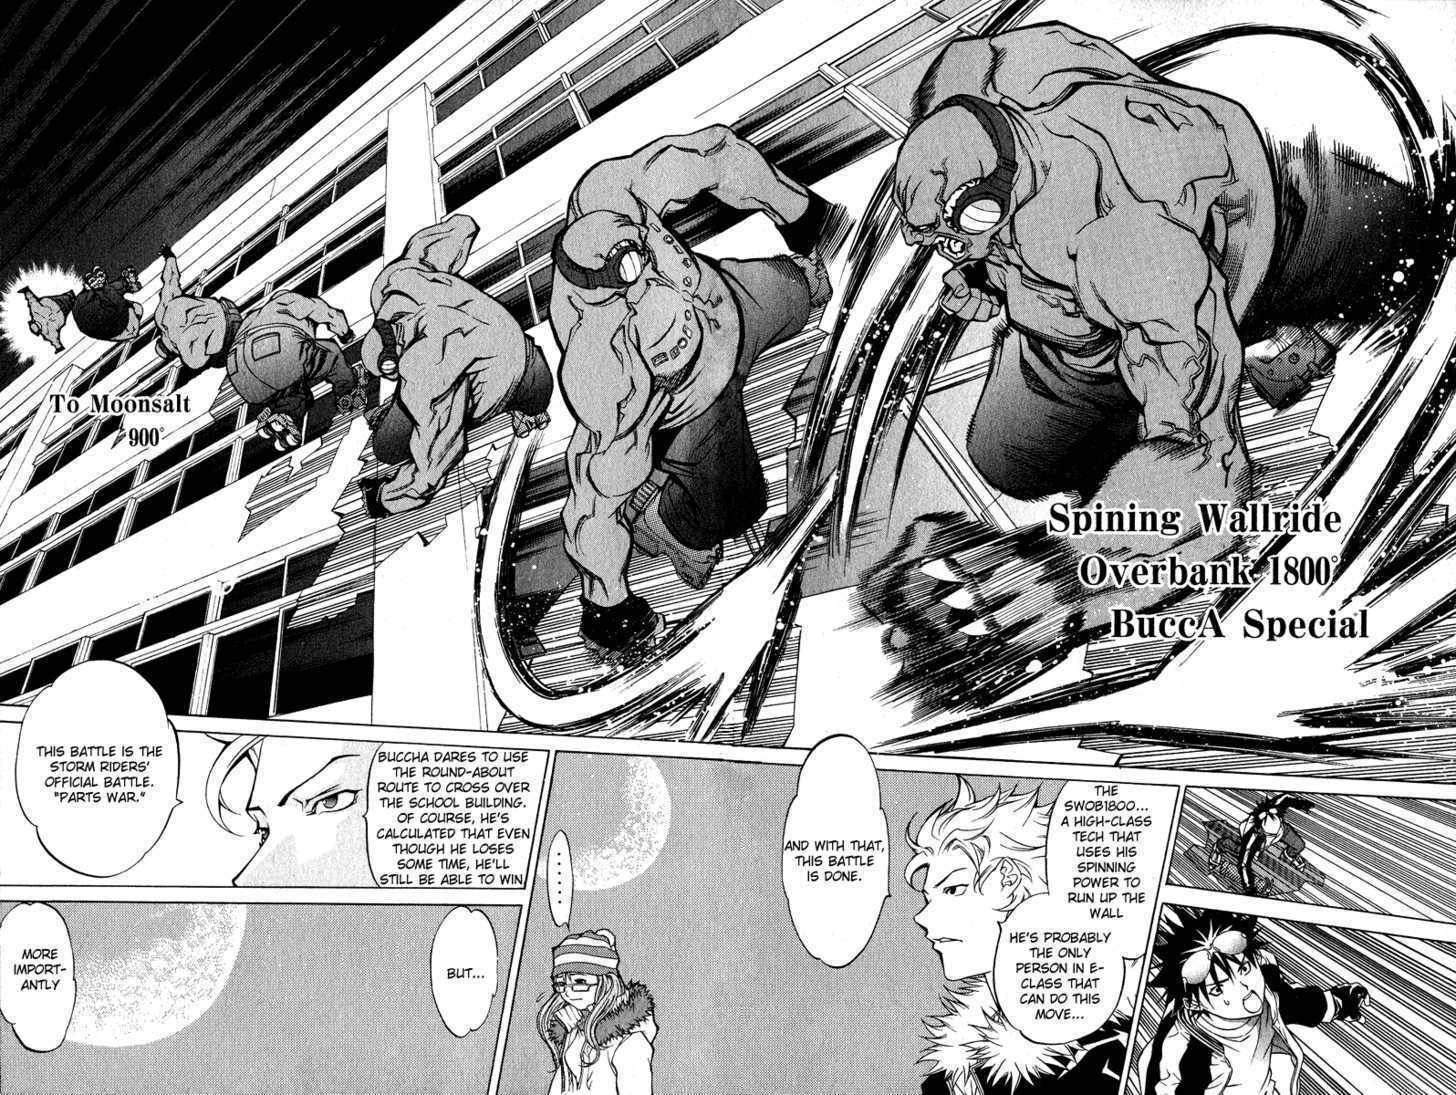 Spining Wallride
Overbank 1800°
BuccA Special
To Moonsalt
900°
THE
SWOB1800...
A HIGH-CLASS
TECH THAT
USES HIS
SPINNING
POWER TO
RUN UP THE
WALL
HE'S PROBABLY
THE ONLY
PERSON IN E-
CLASS THAT
CAN DO THIS
MOVE...
AND WITH THAT,
THIS BATTLE
IS DONE.
.......
BUCCHA DARES TO USE
THE ROUND-ABOUT
ROUTE TO CROSS OVER
THE SCHOOL BUILDING.
OF COURSE, HE'S
CALCULATED THAT EVEN
THOUGH HE LOSES
SOME TIME, HE'LL
STILL BE ABLE TO WIN
THIS BATTLE IS THE
STORM RIDERS'
OFFICIAL BATTLE.
"PARTS WAR."
BUT...
MORE
IMPORT-
ANTLY